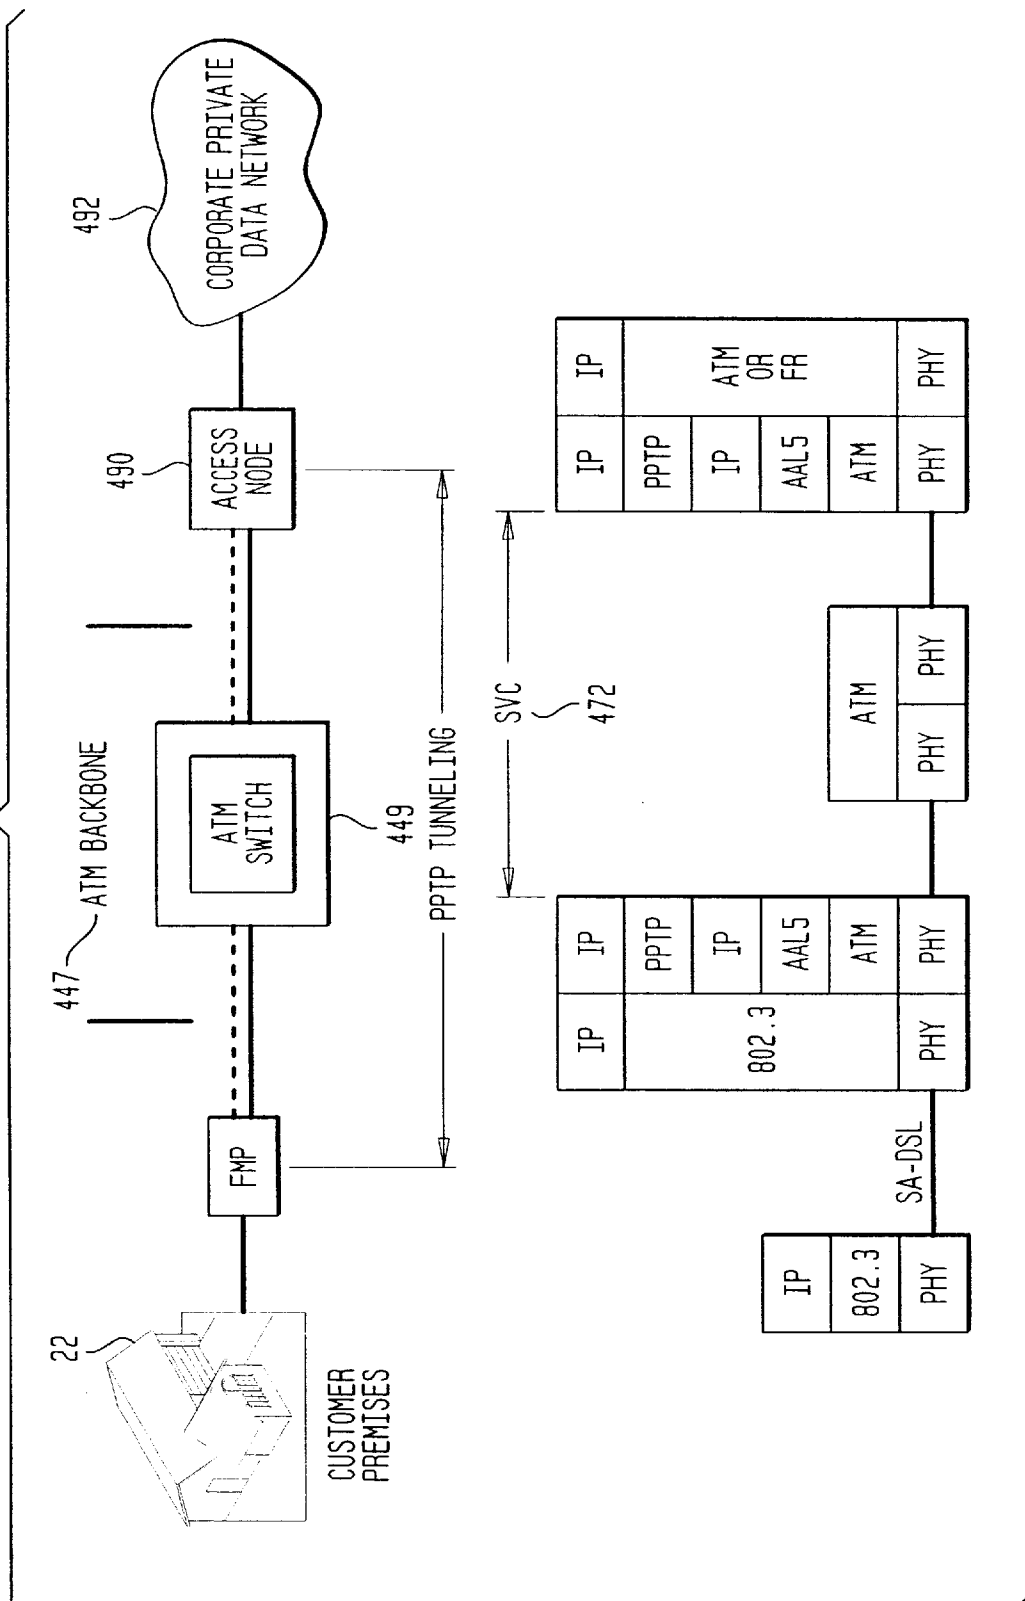 447
ATM BACKBONE
490
492
22
FMP
ATM
SWITCH
ACCESS
NODE
CORPORATE PRIVATE
DATA NETWORK
CUSTOMER
PREMISES
449
PPTP TUNNELING
SVC
472
IP
802.3
PHY
SA-DSL
IP
IP
802.3
PPTP
IP
AAL5
ATM
PHY
PHY
ATM
PHY
PHY
IP
IP
PPTP
IP
AAL5
ATM
ATM
OR
FR
PHY
PHY